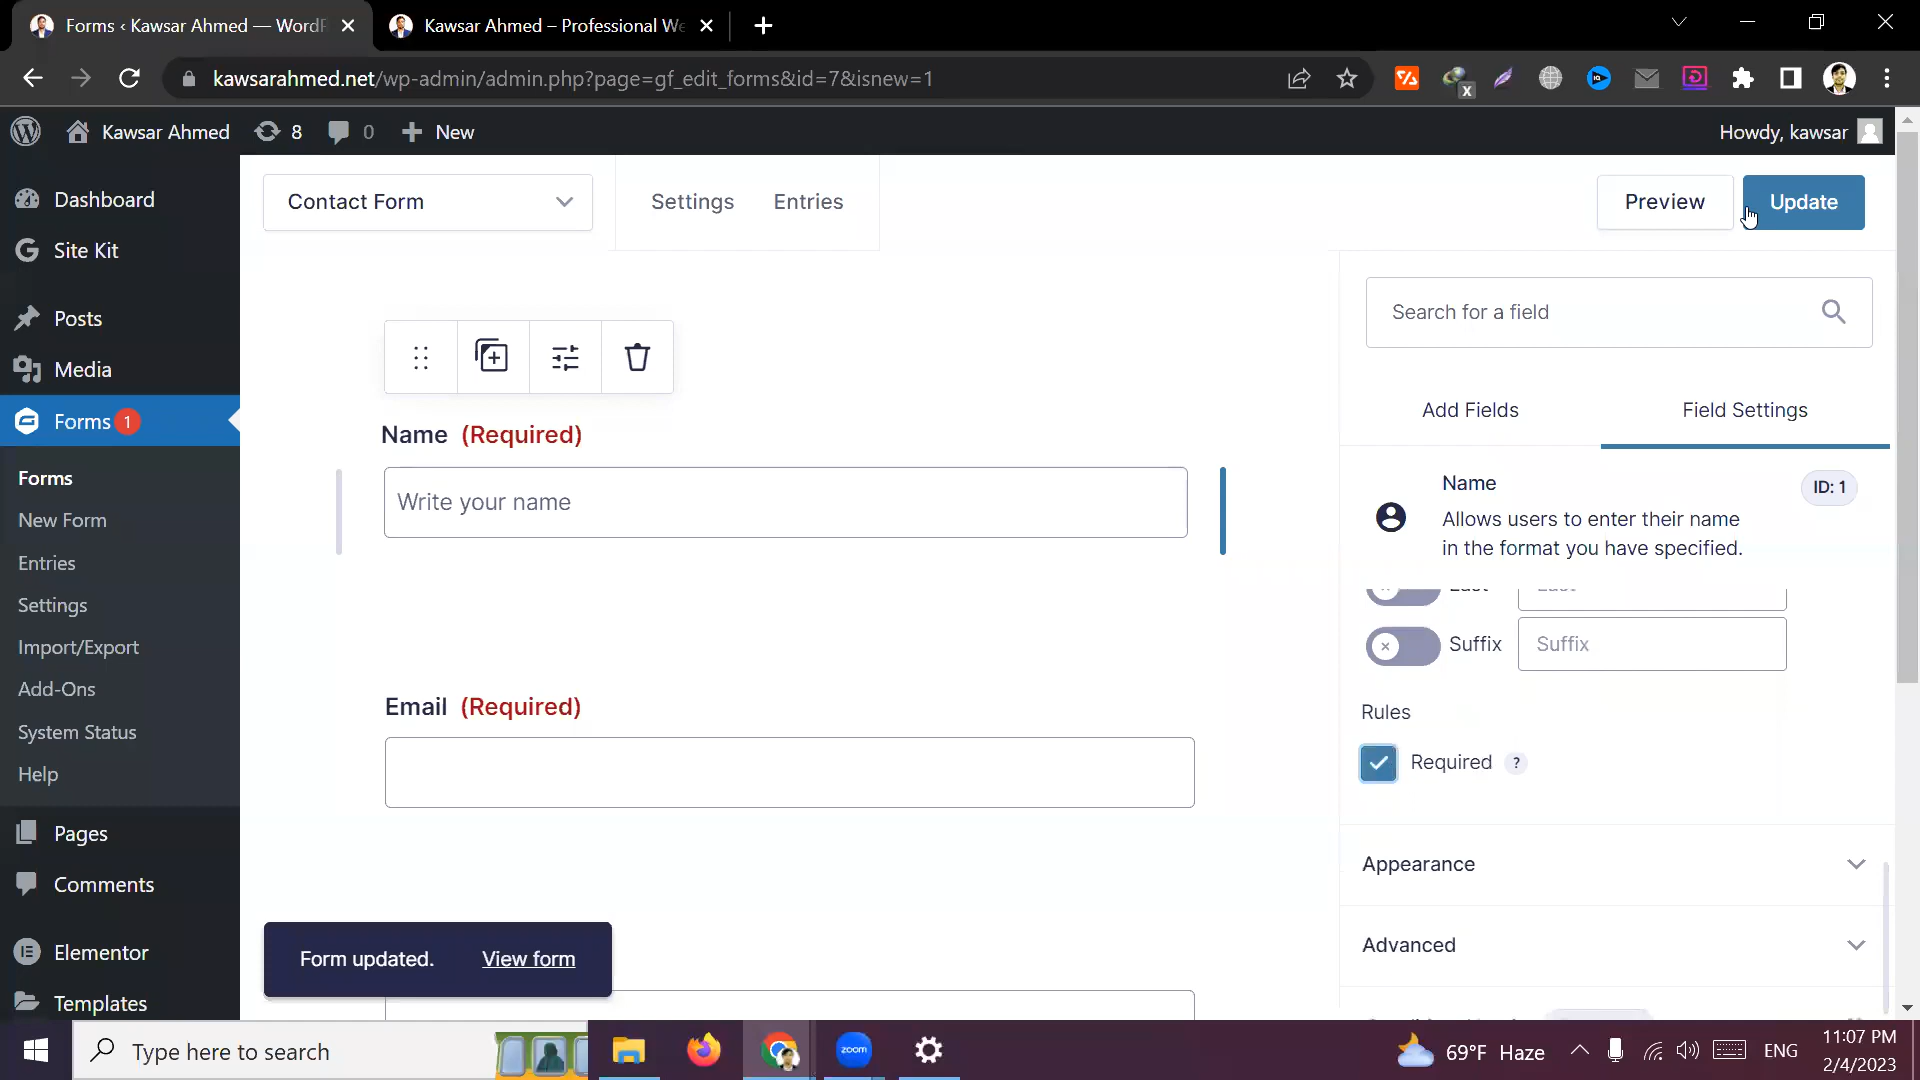 Forms ‹ Kawsar Ahmed — WordP
Kawsar Ahmed – Professional We
kawsarahmed.net/wp-admin/admin.php?page=gf_edit_forms&id=7&isnew=1
Kawsar Ahmed 8 0 New
Howdy, kawsar
Dashboard
Site Kit
Posts
Media
Forms 1
Forms
New Form
Entries
Settings
Import/Export
Add-Ons
System Status
Help
Pages
Comments
Elementor
Templates
Contact Form
Settings Entries
Preview Update
Name (Required)
Write your name
Email (Required)
Form updated. View form
Search for a field
Add Fields Field Settings
Name
ID: 1
Allows users to enter their name
in the format you have specified.
Suffix Suffix
Rules
Required ?
Appearance
Advanced
Type here to search
zoom
69°F Haze
ENG
11:07 PM
2/4/2023